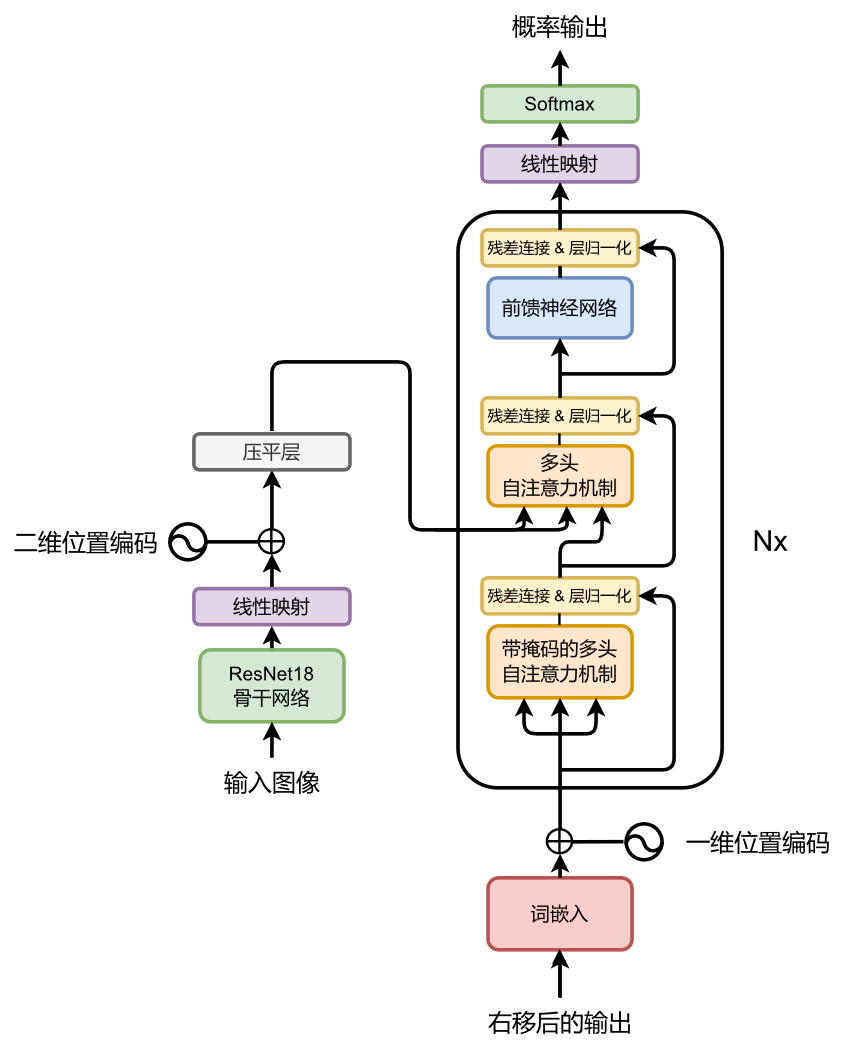 概率输出
Softmax
线性映射
残差连接 & 层归一化
前馈神经网络
残差连接 & 层归一化
多头
自注意力机制
Nx
残差连接 & 层归一化
带掩码的多头
自注意力机制
一维位置编码
词嵌入
右移后的输出
压平层
二维位置编码
线性映射
ResNet18
骨干网络
输入图像